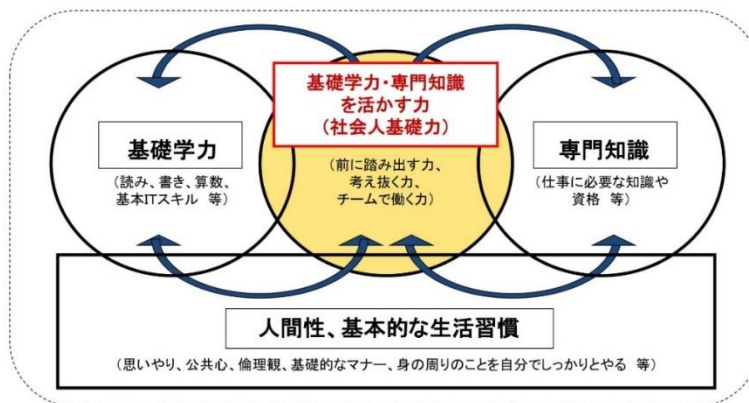 基礎学力・専門知識
を活かす力
(社会人基礎力)
基礎学力
(読み、書き、算数、
基本ITスキル 等)
(前に踏み出す力、
考え抜く力、
チームで働く力)
専門知識
(仕事に必要な知識や
資格 等)
人間性、基本的な生活習慣
(思いやり、公共心、倫理観、基礎的なマナー、身の周りのことを自分でしっかりとやる 等)